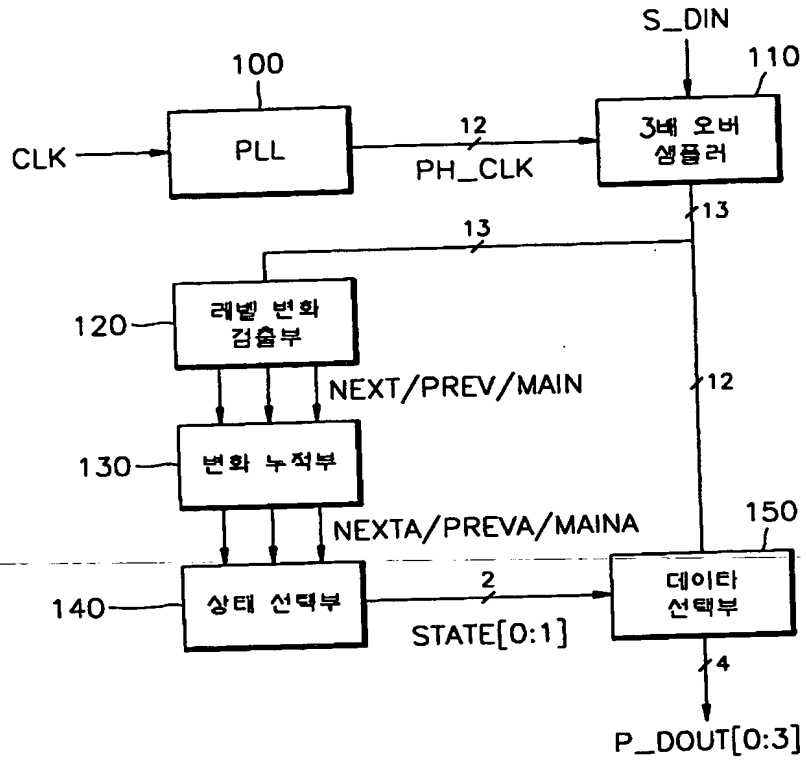 S_DIN
100
110
CLK
PLL
12
PH_CLK
3배 오버
샘플러
13
13
120
레벨 변화
검출부
NEXT/PREV/MAIN
12
130
변화 누적부
NEXTA/PREVA/MAINA
150
140
상태 선택부
2
STATE[0:1]
데이타
선택부
4
P_DOUT[0:3]